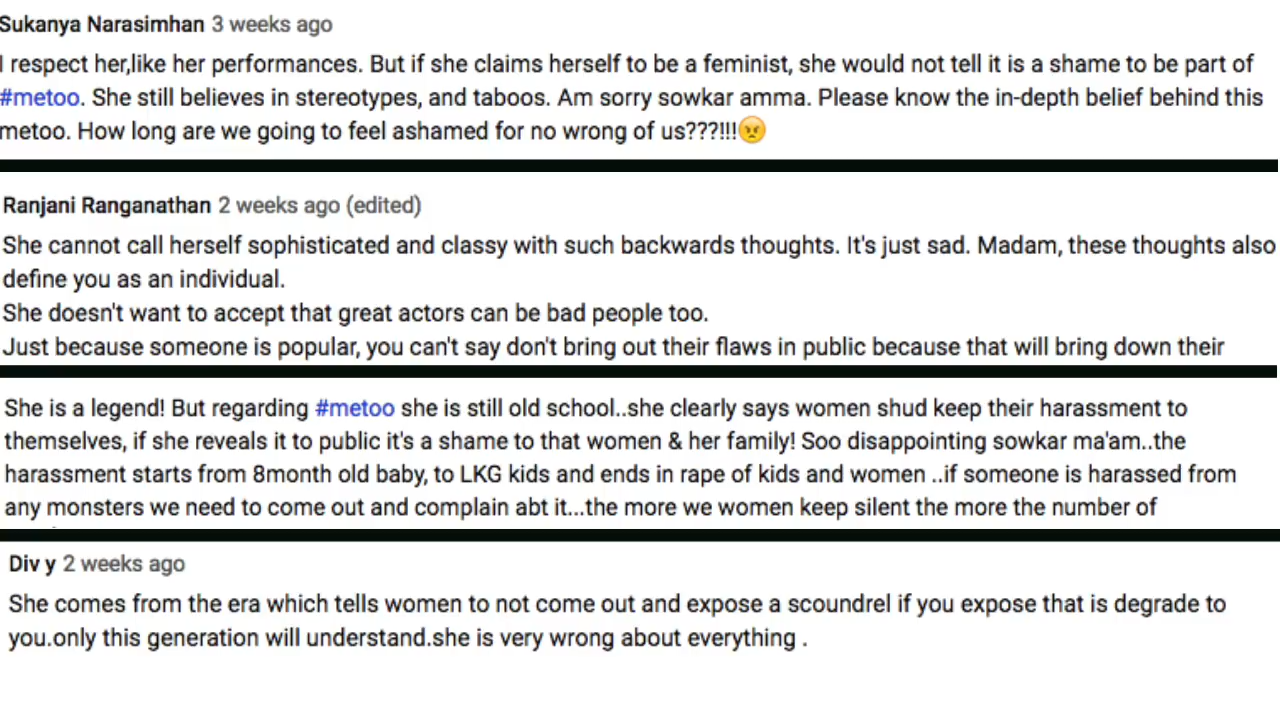 Sukanya Narasimhan 3 weeks ago
I respect her,like her performances. But if she claims herself to be a feminist, she would not tell it is a shame to be part of
#metoo. She still believes in stereotypes, and taboos. Am sorry sowkar amma. Please know the in-depth belief behind this
metoo. How long are we going to feel ashamed for no wrong of us???!!!😠
Ranjani Ranganathan 2 weeks ago (edited)
She cannot call herself sophisticated and classy with such backwards thoughts. It's just sad. Madam, these thoughts also
define you as an individual.
She doesn't want to accept that great actors can be bad people too.
Just because someone is popular, you can't say don't bring out their flaws in public because that will bring down their
She is a legend! But regarding #metoo she is still old school..she clearly says women shud keep their harassment to
themselves, if she reveals it to public it's a shame to that women & her family! Soo disappointing sowkar ma'am..the
harassment starts from 8month old baby, to LKG kids and ends in rape of kids and women ..if someone is harassed from
any monsters we need to come out and complain abt it...the more we women keep silent the more the number of
Div y 2 weeks ago
She comes from the era which tells women to not come out and expose a scoundrel if you expose that is degrade to
you.only this generation will understand.she is very wrong about everything .